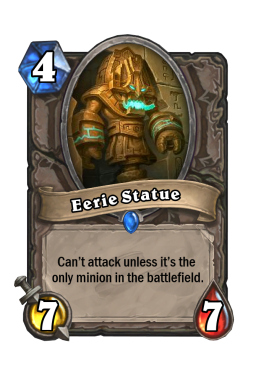 4
Eerie Statue
Can't attack unless it's the
only minion in the battlefield.
7 7